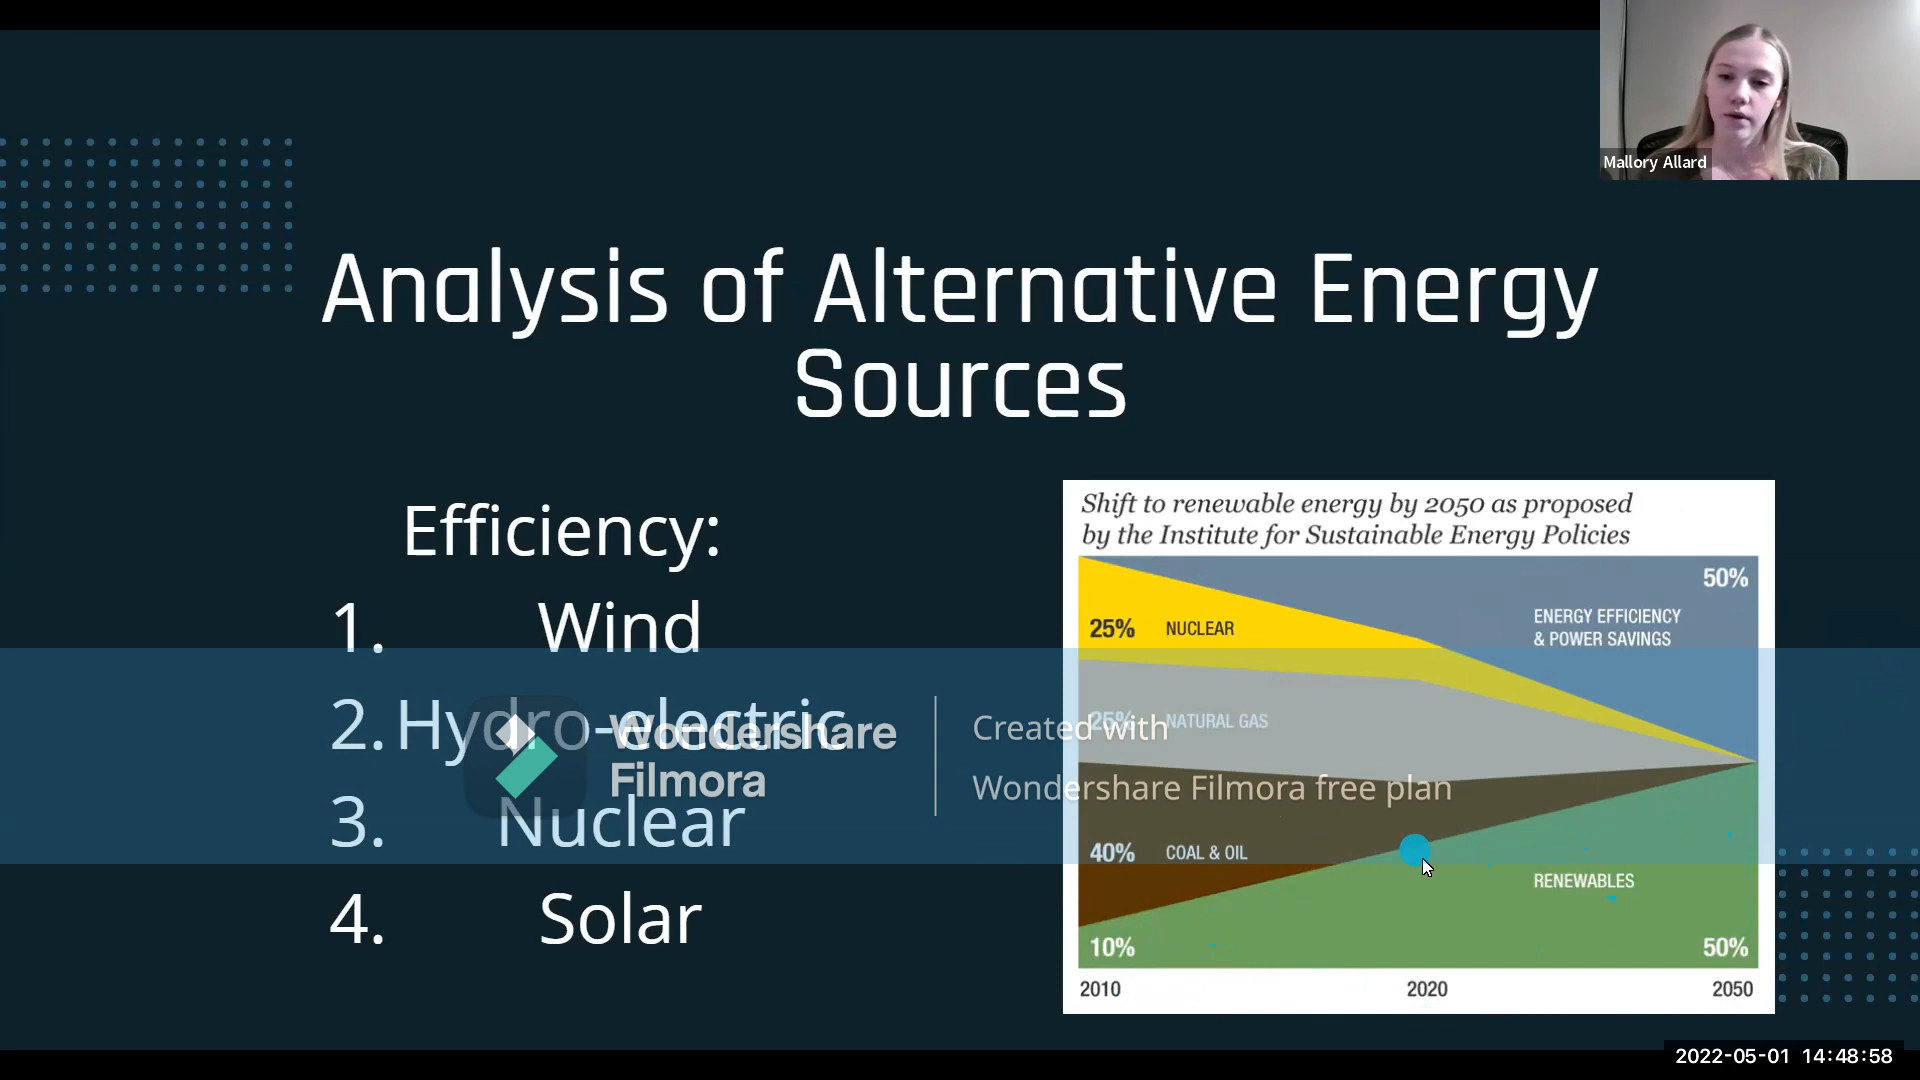 Mallory Allard
Analysis of Alternative Energy
Sources
Efficiency:
1. Wind
2. Hydro-electric
3. Nuclear
4. Solar
Wondershare
Filmora
Created with
Wondershare Filmora free plan
Shift to renewable energy by 2050 as proposed
by the Institute for Sustainable Energy Policies
50%
ENERGY EFFICIENCY
& POWER SAVINGS
25% NUCLEAR
25% NATURAL GAS
40% COAL & OIL
RENEWABLES
10%
50%
2010 2020 2050
2022-05-01 14:48:58